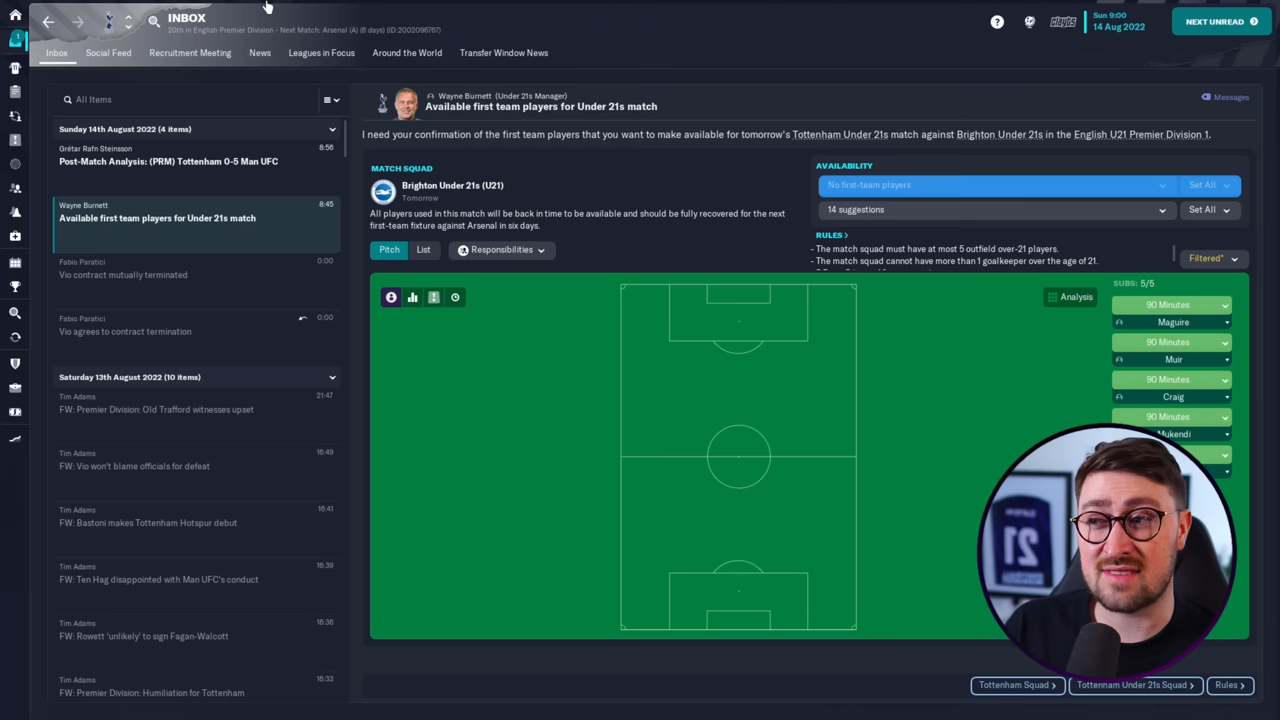 INBOX
20th in English Premier Division - Next Match: Arsenal (A) (6 days) (ID:2002096767)
Sun 9:00
14 Aug 2022
NEXT UNREAD
1
Inbox
Social Feed
Recruitment Meeting
News
Leagues in Focus
Around the World
Transfer Window News
All Items
Sunday 14th August 2022 (4 items)
Grétar Rafn Steinsson
8:56
Post-Match Analysis: (PRM) Tottenham 0-5 Man UFC
Wayne Burnett
8:45
Available first team players for Under 21s match
Fabio Paratici
0:00
Vio contract mutually terminated
Fabio Paratici
0:00
Vio agrees to contract termination
Saturday 13th August 2022 (10 items)
Tim Adams
21:47
FW: Premier Division: Old Trafford witnesses upset
Tim Adams
16:49
FW: Vio won't blame officials for defeat
Tim Adams
16:41
FW: Bastoni makes Tottenham Hotspur debut
Tim Adams
16:39
FW: Ten Hag disappointed with Man UFC's conduct
Tim Adams
16:36
FW: Rowett 'unlikely' to sign Fagan-Walcott
Tim Adams
16:33
FW: Premier Division: Humiliation for Tottenham
Wayne Burnett (Under 21s Manager)
Available first team players for Under 21s match
Messages
I need your confirmation of the first team players that you want to make available for tomorrow's Tottenham Under 21s match against Brighton Under 21s in the English U21 Premier Division 1.
MATCH SQUAD
Brighton Under 21s (U21)
Tomorrow
All players used in this match will be back in time to be available and should be fully recovered for the next
first-team fixture against Arsenal in six days.
Pitch
List
Responsibilities
AVAILABILITY
No first-team players
Set All
14 suggestions
Set All
RULES
- The match squad must have at most 5 outfield over-21 players.
- The match squad cannot have more than 1 goalkeeper over the age of 21.
Filtered*
Analysis
SUBS: 5/5
90 Minutes
Maguire
90 Minutes
Muir
90 Minutes
Craig
90 Minutes
Mukendi
21
Tottenham Squad
Tottenham Under 21s Squad
Rules